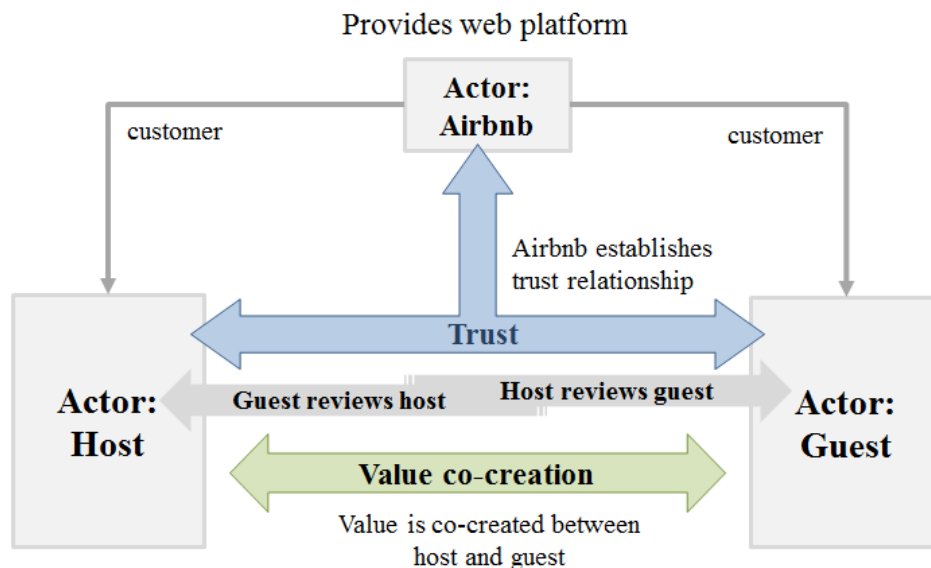 Provides web platform
Actor:
Airbnb
customer
customer
Airbnb establishes
trust relationship
Trust
Actor:
Host
Guest reviews host
Host reviews guest
Actor:
Guest
Value co-creation
Value is co-created between
host and guest